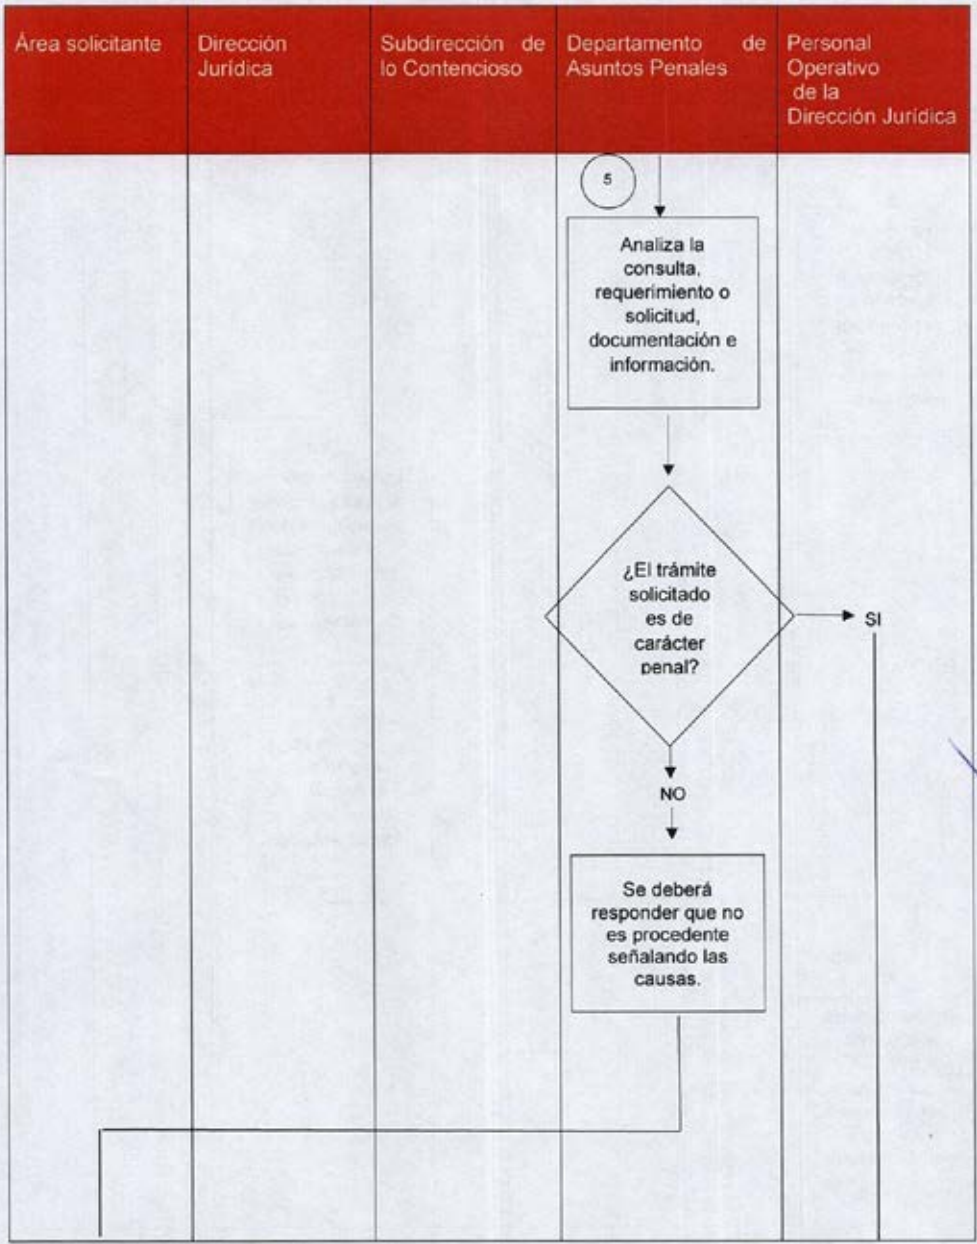 Área solicitante
Dirección
Jurídica
Subdirección de
lo Contencioso
Departamento de
Asuntos Penales
Personal
Operativo
de la
Dirección Jurídica
5
Analiza la
consulta,
requerimiento o
solicitud,
documentación e
información.
¿El trámite
solicitado
es de
carácter
penal?
SI
NO
Se deberá
responder que no
es procedente
señalando las
causas.